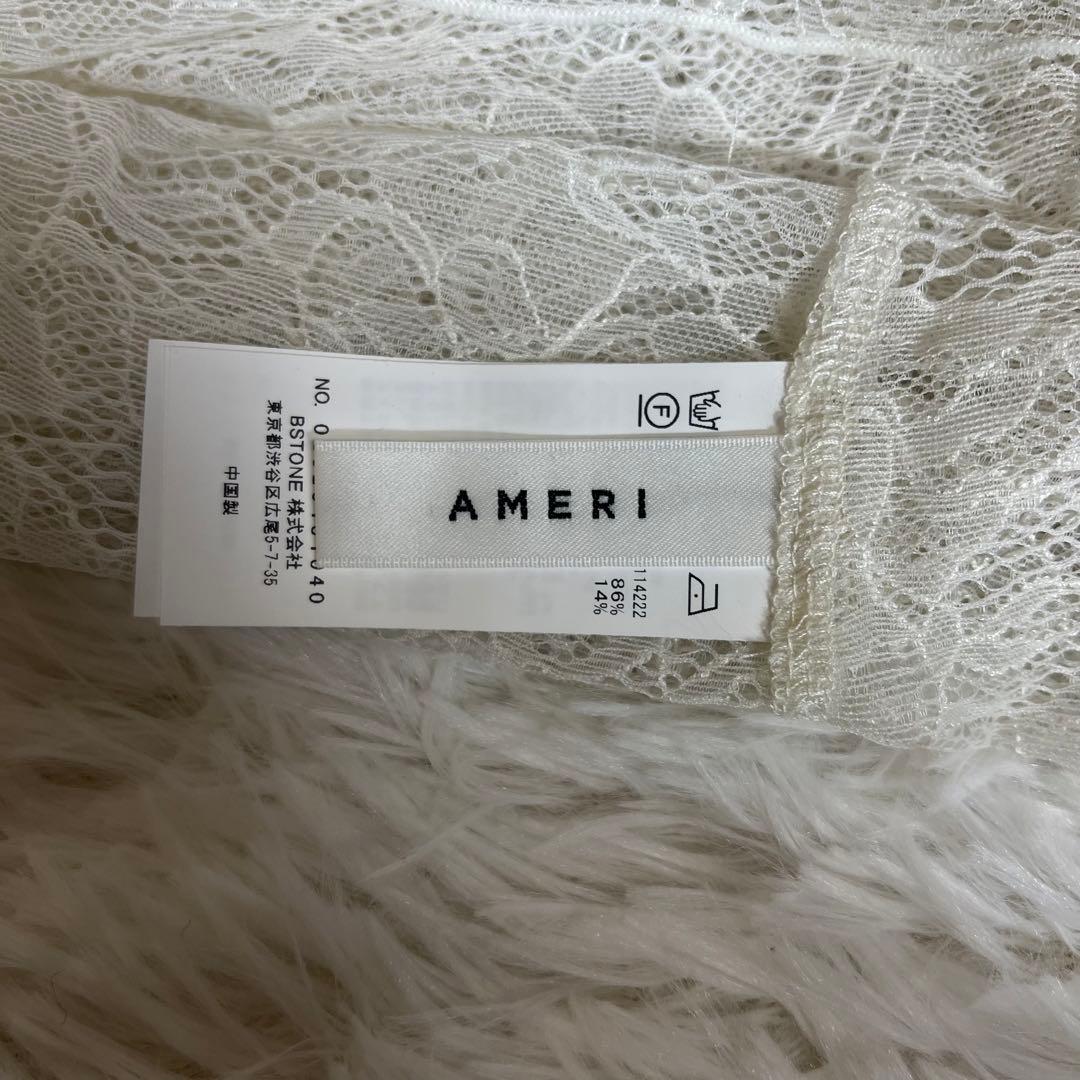 AMERI
114222
86%
14%
NO. 0
40
BSTONE 株式会社
東京都渋谷区広尾5-7-35
中国製
F